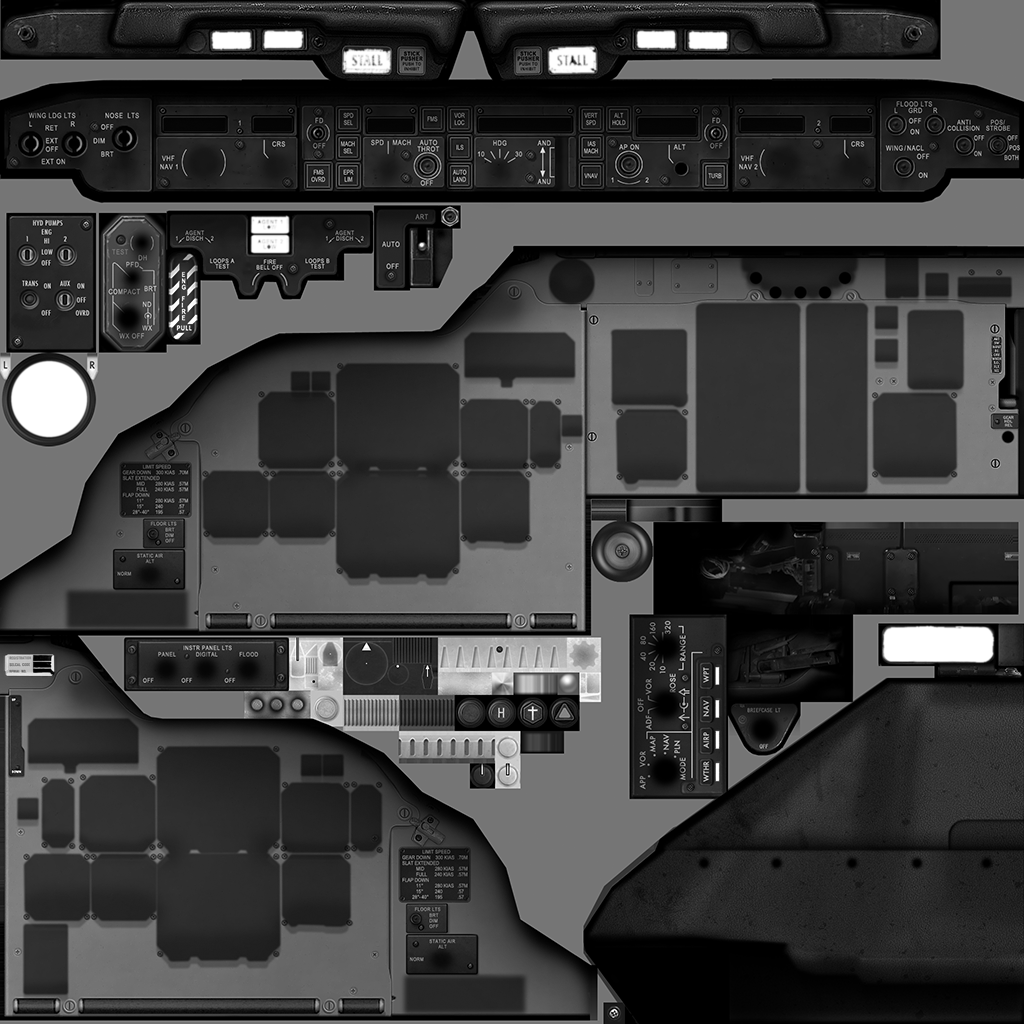 STALL
STICK
PUSHER
PUSH TO
INHIBIT
STICK
PUSHER
PUSH TO
INHIBIT
STALL
WING LDG LTS
L
RET
R
EXT
OFF
EXT ON
NOSE LTS
OFF
DIM
BRT
1
CRS
VHF
NAV 1
FD
OFF
SPD
SEL
MACH
SEL
FMS
OVRD
EPR
LIM
FMS
SPD
MACH
AUTO
THROT
OFF
VOR
LOC
ILS
AUTO
LAND
HDG
10
30
AND
ANU
VERT
SPD
IAS
MACH
VNAV
ALT
HOLD
AP ON
1
2
ALT
FD
OFF
TURB
2
CRS
VHF
NAV 2
FLOOD LTS
L
GRD
R
OFF
WING/NACL
OFF
ON
ANTI
COLLISION
OFF
ON
POS/
STROBE
OFF
POS
BOTH
HYD PUMPS
ENG
1
HI
2
LOW
OFF
TRANS
ON
AUX
ON
OFF
OFF
OVRD
TEST
DH
PFD
COMPACT
BRT
ND
WX
WX OFF
ENG FIRE
PULL
AGENT
DISCH
1
2
AGENT
DISCH
1
2
LOOPS A
TEST
FIRE
BELL OFF
LOOPS B
TEST
ART
AUTO
OFF
L
R
LIMIT SPEED
GEAR DOWN 300 KIAS .70M
SLAT EXTENDED
MID 280 KIAS .57M
FULL 240 KIAS .57M
FLAP DOWN
11° 280 KIAS .57M
15° 240 .57
28°-40° 195 .57
FLOOR LTS
BRT
DIM
OFF
STATIC AIR
ALT
NORM
INSTR PANEL LTS
PANEL
DIGITAL
FLOOD
OFF
OFF
OFF
H
160
320
80
40
20
10
RANGE
OFF
VOR
ADF
ROSE
WPT
NAV
AIRP
WTHR
MAP
NAV
VOR
PLN
APP
MODE
BRIEFCASE LT
OFF
LIMIT SPEED
GEAR DOWN 300 KIAS .70M
SLAT EXTENDED
MID 280 KIAS .57M
FULL 240 KIAS .57M
FLAP DOWN
11° 280 KIAS .57M
15° 240 .57
28°-40° 195 .57
FLOOR LTS
BRT
DIM
OFF
STATIC AIR
ALT
NORM